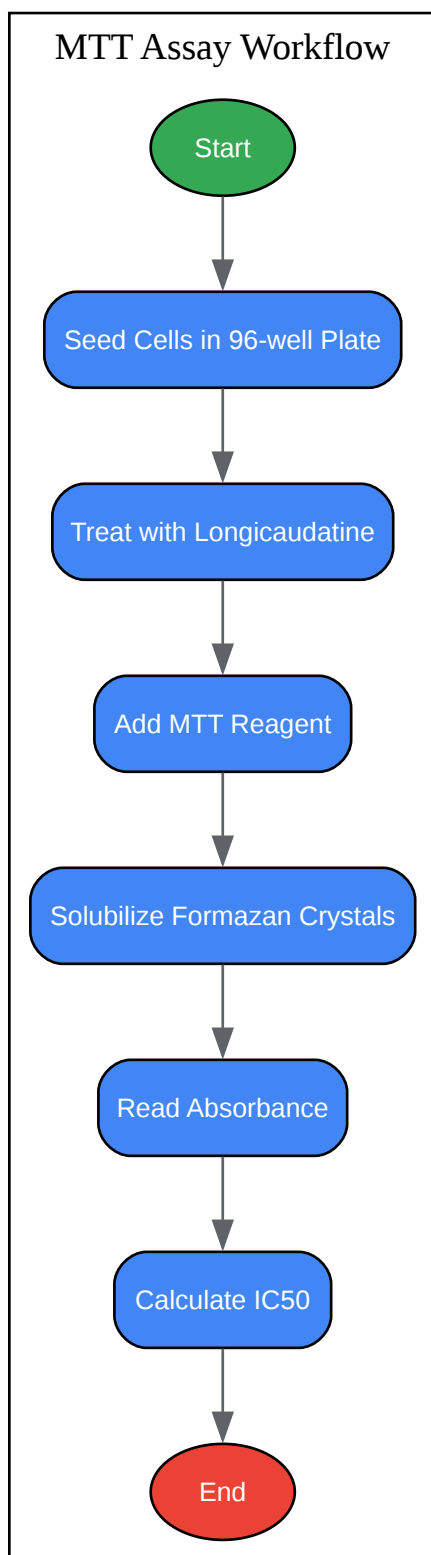 MTT Assay Workflow
Start
Seed Cells in 96-well Plate
Treat with Longicaudatine
Add MTT Reagent
Solubilize Formazan Crystals
Read Absorbance
Calculate IC50
End